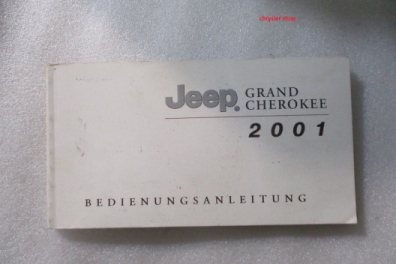 chrysler shop
Jeep. GRAND
CHEROKEE
2001
BEDIENUNGSANLEITUNG